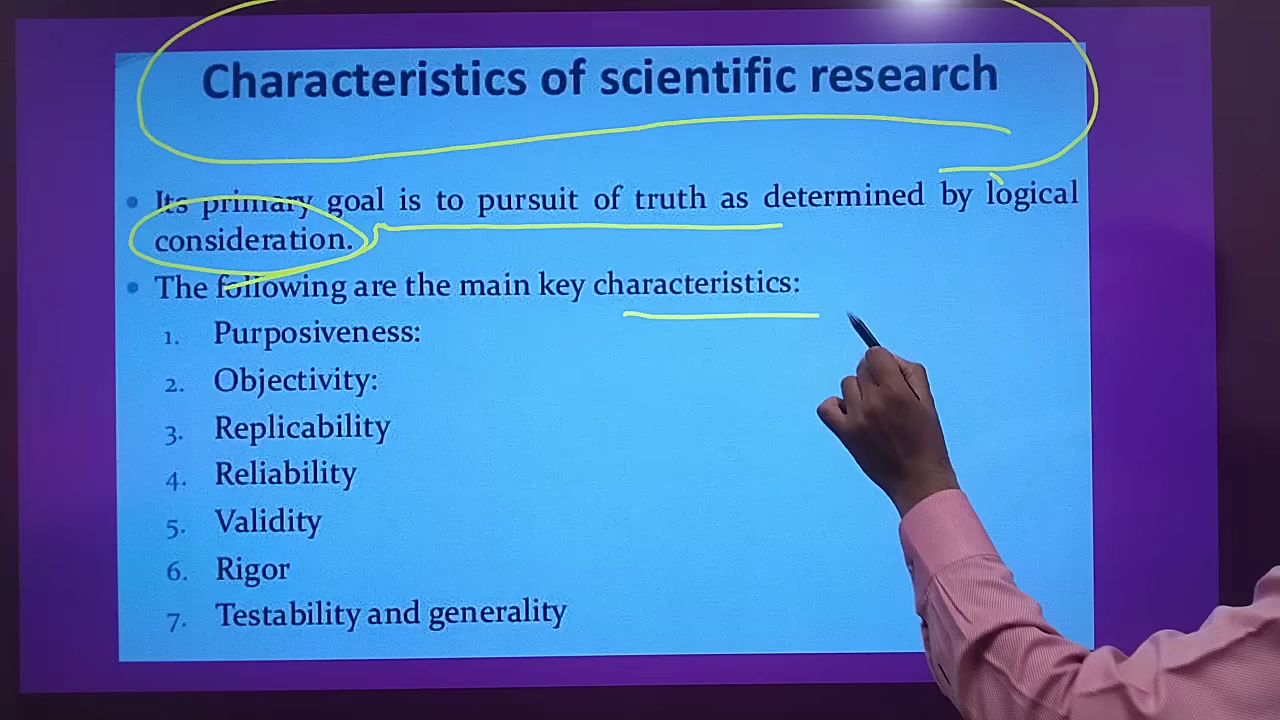 Characteristics of scientific research
• Its primary goal is to pursuit of truth as determined by logical
consideration.
• The following are the main key characteristics:
1. Purposiveness:
2. Objectivity:
3. Replicability
4. Reliability
5. Validity
6. Rigor
7. Testability and generality